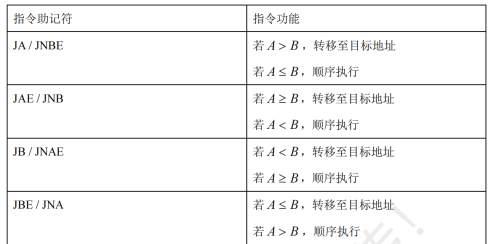 指令助记符 指令功能
JA / JNBE 若 A > B，转移至目标地址
若 A ≤ B，顺序执行
JAE / JNB 若 A ≥ B，转移至目标地址
若 A < B，顺序执行
JB / JNAE 若 A < B，转移至目标地址
若 A ≥ B，顺序执行
JBE / JNA 若 A ≤ B，转移至目标地址
若 A > B，顺序执行